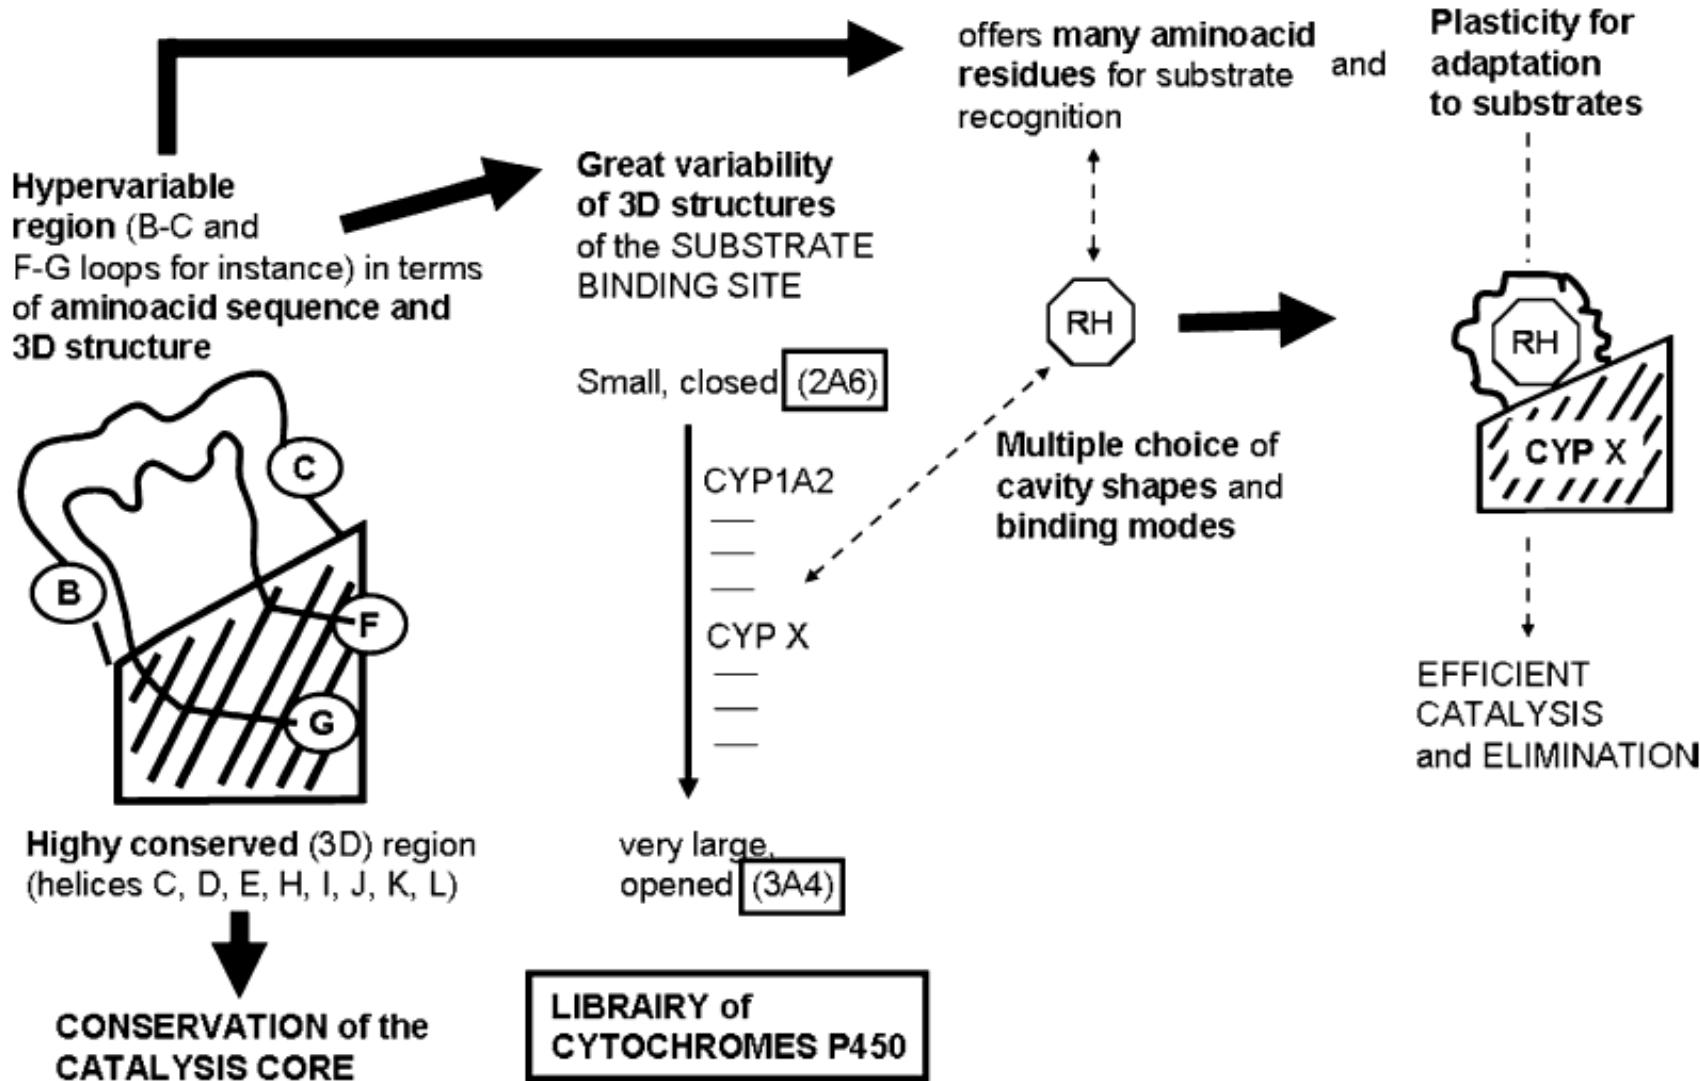 Hypervariable
region (B-C and
F-G loops for instance) in terms
of aminoacid sequence and
3D structure
C
B
F
G
Highy conserved (3D) region
(helices C, D, E, H, I, J, K, L)
CONSERVATION of the
CATALYSIS CORE
Great variability
of 3D structures
of the SUBSTRATE
BINDING SITE
Small, closed (2A6)
CYP1A2
CYP X
very large,
opened (3A4)
LIBRAIRY of
CYTOCHROMES P450
offers many aminoacid
residues for substrate
recognition
and
Plasticity for
adaptation
to substrates
RH
Multiple choice of
cavity shapes and
binding modes
RH
CYP X
EFFICIENT
CATALYSIS
and ELIMINATION